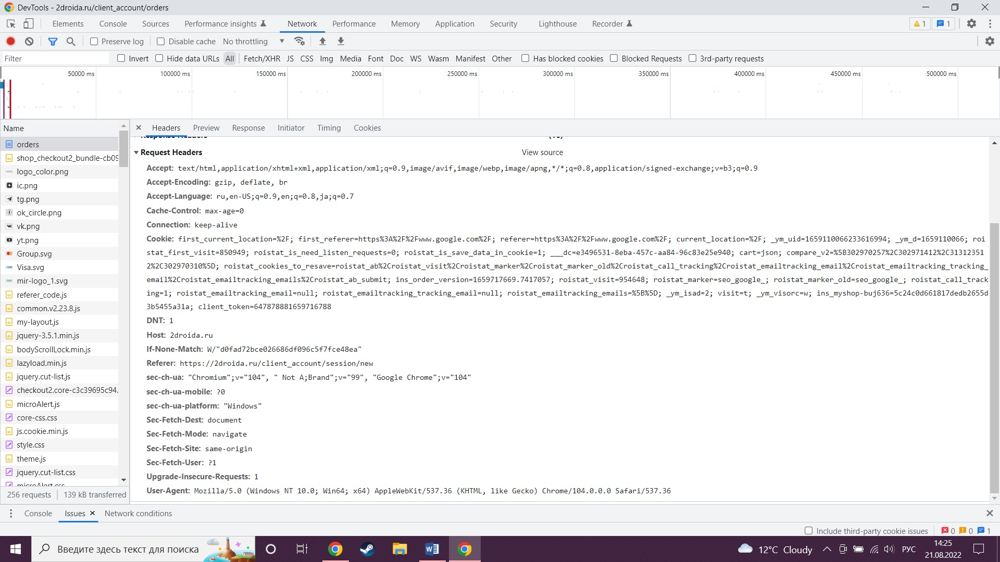 DevTools - 2droida.ru/client_account/orders
Elements Console Sources Performance insights Network Performance Memory Application Security Lighthouse Recorder 1 1
Preserve log Disable cache No throttling
Filter Invert Hide data URLs All Fetch/XHR JS CSS Img Media Font Doc WS Wasm Manifest Other Has blocked cookies Blocked Requests 3rd-party requests
50000 ms 100000 ms 150000 ms 200000 ms 250000 ms 300000 ms 350000 ms 400000 ms 450000 ms 500000 ms
Name
orders
shop_checkout2_bundle-cb09
logo_color.png
ic.png
tg.png
ok_circle.png
vk.png
yt.png
Group.svg
Visa.svg
mir-logo_1.svg
referer_code.js
common.v2.23.8.js
my-layout.js
jquery-3.5.1.min.js
bodyScrollLock.min.js
lazyload.min.js
jquery.cut-list.js
checkout2.core-c3c39695c94.
microAlert.js
core-css.css
js.cookie.min.js
style.css
theme.js
jquery.cut-list.css
microAlert.css
256 requests 139 kB transferred
Headers Preview Response Initiator Timing Cookies
Response Headers
Request Headers View source
Accept: text/html,application/xhtml+xml,application/xml;q=0.9,image/avif,image/webp,image/apng,*/*;q=0.8,application/signed-exchange;v=b3;q=0.9
Accept-Encoding: gzip, deflate, br
Accept-Language: ru,en-US;q=0.9,en;q=0.8,ja;q=0.7
Cache-Control: max-age=0
Connection: keep-alive
Cookie: first_current_location=%2F; first_referer=https%3A%2F%2Fwww.google.com%2F; referer=https%3A%2F%2Fwww.google.com%2F; current_location=%2F; _ym_uid=1659110066233616994; _ym_d=1659110066; roi
stat_first_visit=850949; roistat_is_need_listen_requests=0; roistat_is_save_data_in_cookie=1; ___dc=e3496531-8eba-457c-aa84-96c83e25e940; cart=json; compare_v2=%5B302970257%2C302971412%2C31312351
2%2C302970310%5D; roistat_cookies_to_resave=roistat_ab%2Croistat_visit%2Croistat_marker%2Croistat_marker_old%2Croistat_call_tracking%2Croistat_emailtracking_email%2Croistat_emailtracking_tracking_
email%2Croistat_emailtracking_emails%2Croistat_ab_submit; ins_order_version=1659717669.7417057; roistat_visit=954648; roistat_marker=seo_google_; roistat_marker_old=seo_google_; roistat_call_track
ing=1; roistat_emailtracking_email=null; roistat_emailtracking_tracking_email=null; roistat_emailtracking_emails=%5B%5D; _ym_isad=2; visit=t; _ym_visorc=w; ins_myshop-buj636=5c24c0d661817dedb2655d
3b5455a31a; client_token=647878881659716788
DNT: 1
Host: 2droida.ru
If-None-Match: W/"d0fad72bce026686df096c5f7fce48ea"
Referer: https://2droida.ru/client_account/session/new
sec-ch-ua: "Chromium";v="104", " Not A;Brand";v="99", "Google Chrome";v="104"
sec-ch-ua-mobile: ?0
sec-ch-ua-platform: "Windows"
Sec-Fetch-Dest: document
Sec-Fetch-Mode: navigate
Sec-Fetch-Site: same-origin
Sec-Fetch-User: ?1
Upgrade-Insecure-Requests: 1
User-Agent: Mozilla/5.0 (Windows NT 10.0; Win64; x64) AppleWebKit/537.36 (KHTML, like Gecko) Chrome/104.0.0.0 Safari/537.36
Console Issues Network conditions
Include third-party cookie issues 0 0 1
Введите здесь текст для поиска
12°C Cloudy РУС 14:25
21.08.2022